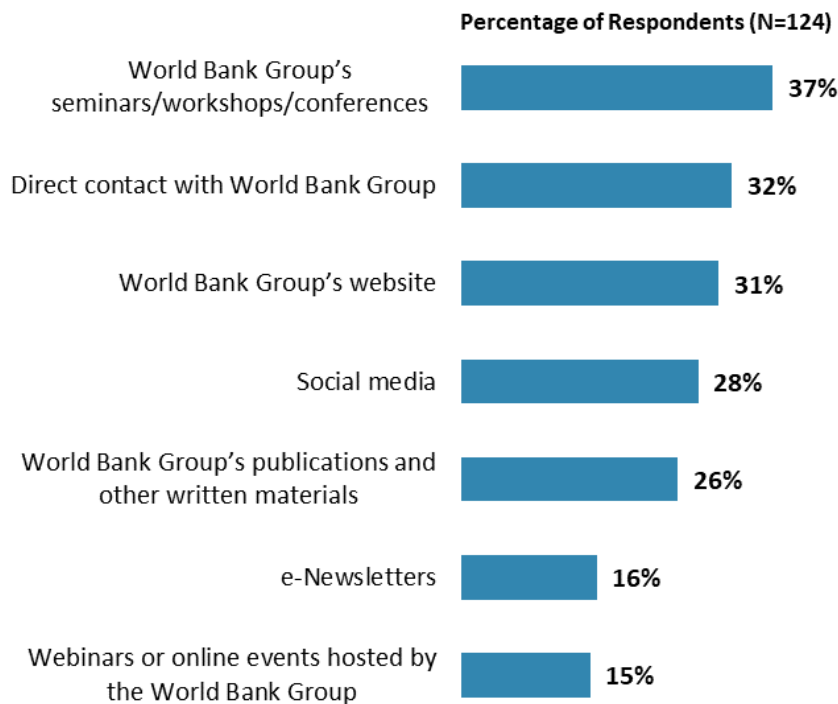 Percentage of Respondents (N=124)
World Bank Group’s
seminars/workshops/conferences
37%
Direct contact with World Bank Group
32%
World Bank Group’s website
31%
Social media
28%
World Bank Group’s publications and
other written materials
26%
e-Newsletters
16%
Webinars or online events hosted by
the World Bank Group
15%